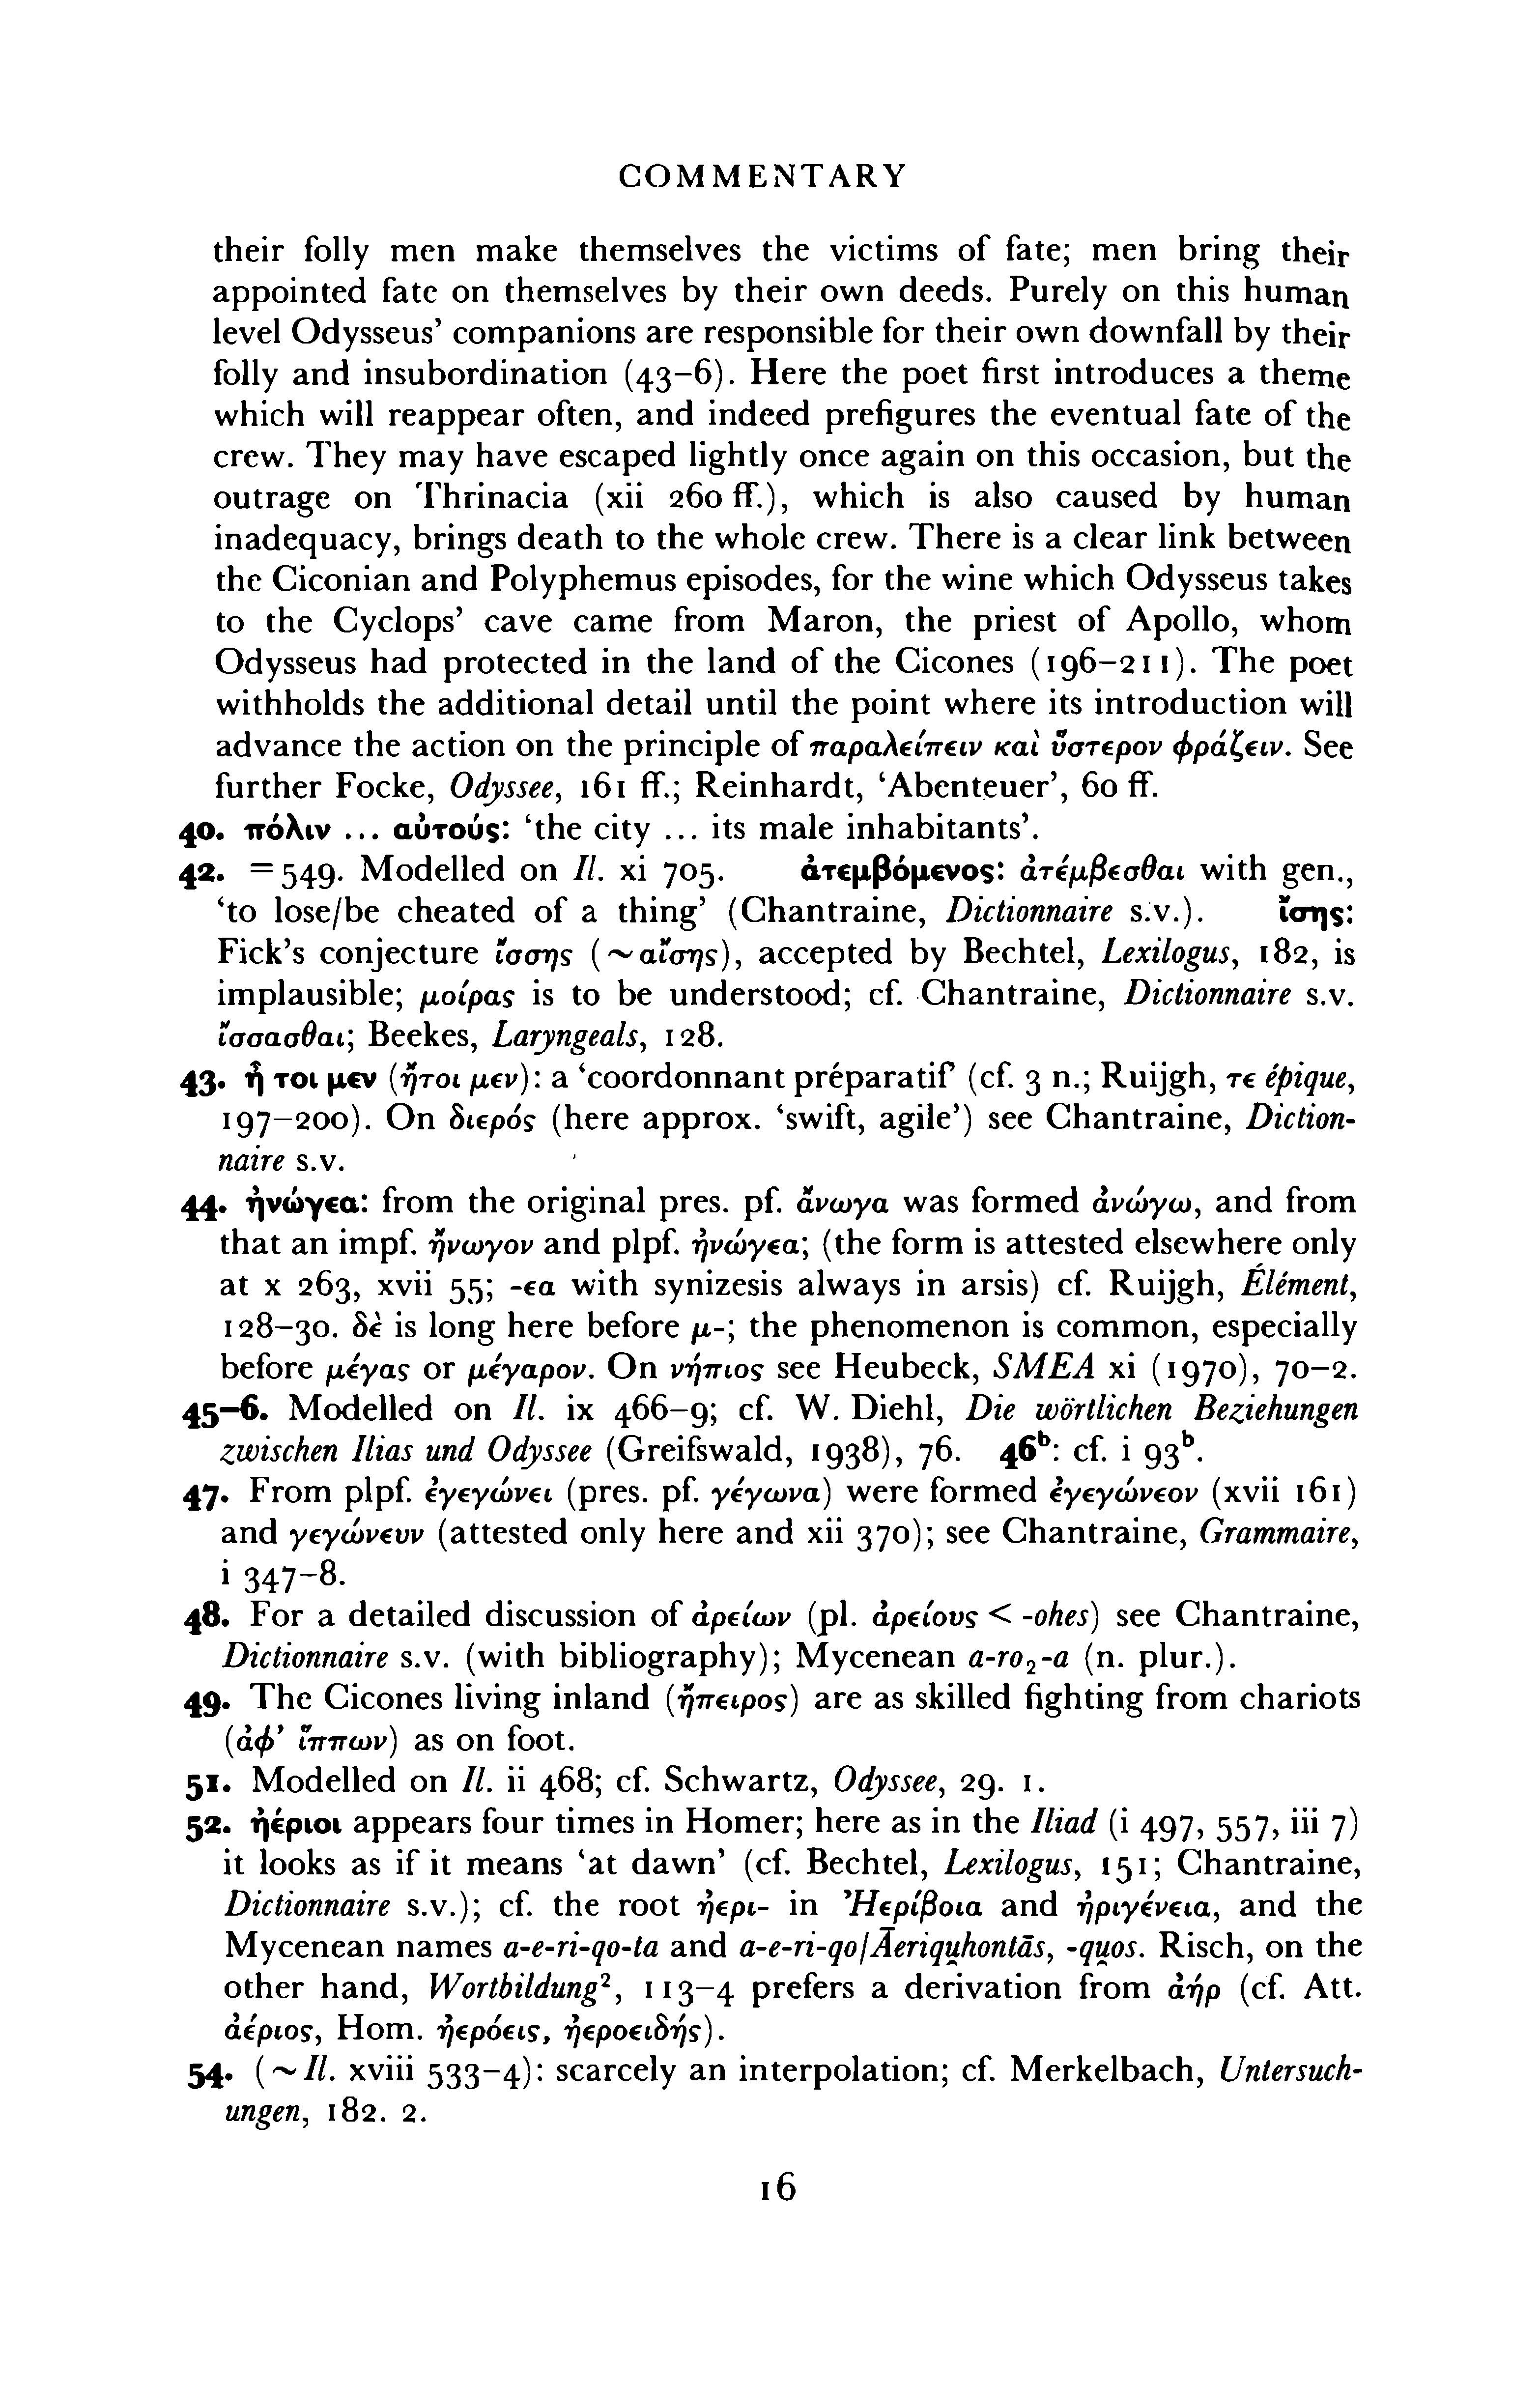 COMMENTARY
their folly men make themselves the victims of fate; men bring their
appointed fate on themselves by their own deeds. Purely on this human
level Odysseus’ companions are responsible for their own downfall by their
folly and insubordination (43–6). Here the poet first introduces a theme
which will reappear often, and indeed prefigures the eventual fate of the
crew. They may have escaped lightly once again on this occasion, but the
outrage on Thrinacia (xii 260 ff.), which is also caused by human
inadequacy, brings death to the whole crew. There is a clear link between
the Ciconian and Polyphemus episodes, for the wine which Odysseus takes
to the Cyclops’ cave came from Maron, the priest of Apollo, whom
Odysseus had protected in the land of the Cicones (196–211). The poet
withholds the additional detail until the point where its introduction will
advance the action on the principle of παραλείπειν καὶ ὕστερον φράζειν. See
further Focke, Odyssee, 161 ff.; Reinhardt, ‘Abenteuer’, 60 ff.
40. πόλιν ... αὐτούς: ‘the city ... its male inhabitants’.
42. = 549. Modelled on Il. xi 705. ἀτεμβόμενος: ἀτέμβεσθαι with gen.,
‘to lose/be cheated of a thing’ (Chantraine, Dictionnaire s.v.). ἴσης:
Fick’s conjecture ἴσσης (~αἴσης), accepted by Bechtel, Lexilogus, 182, is
implausible; μοίρας is to be understood; cf. Chantraine, Dictionnaire s.v.
ἴσσασθαι; Beekes, Laryngeals, 128.
43. ἦ τοι μεν (ἤτοι μεν): a ‘coordonnant préparatif’ (cf. 3 n.; Ruijgh, τε épique,
197–200). On διερός (here approx. ‘swift, agile’) see Chantraine, Diction-
naire s.v.
44. ἠνώγεα: from the original pres. pf. ἄνωγα was formed ἀνώγω, and from
that an impf. ἤνωγον and plpf. ἠνώγεα; (the form is attested elsewhere only
at x 263, xvii 55; -εα with synizesis always in arsis) cf. Ruijgh, Élément,
128–30. δέ is long here before μ-; the phenomenon is common, especially
before μέγας or μέγαρον. On νήπιος see Heubeck, SMEA xi (1970), 70–2.
45–6. Modelled on Il. ix 466–9; cf. W. Diehl, Die wörtlichen Beziehungen
zwischen Ilias und Odyssee (Greifswald, 1938), 76. 46ᵇ: cf. i 93ᵇ.
47. From plpf. ἐγεγώνει (pres. pf. γέγωνα) were formed ἐγεγώνεον (xvii 161)
and γεγώνευν (attested only here and xii 370); see Chantraine, Grammaire,
i 347–8.
48. For a detailed discussion of ἀρείων (pl. ἀρείους < -ohes) see Chantraine,
Dictionnaire s.v. (with bibliography); Mycenean a-ro₂-a (n. plur.).
49. The Cicones living inland (ἤπειρος) are as skilled fighting from chariots
(ἀφ’ ἵππων) as on foot.
51. Modelled on Il. ii 468; cf. Schwartz, Odyssee, 29. 1.
52. ἠέριοι appears four times in Homer; here as in the Iliad (i 497, 557, iii 7)
it looks as if it means ‘at dawn’ (cf. Bechtel, Lexilogus, 151; Chantraine,
Dictionnaire s.v.); cf. the root ἠερι- in Ἠερίβοια and ἠριγένεια, and the
Mycenean names a-e-ri-qo-ta and a-e-ri-qo/Āeriqu̯hontās, -qu̯os. Risch, on the
other hand, Wortbildung², 113–4 prefers a derivation from ἀήρ (cf. Att.
ἀέριος, Hom. ἠερόεις, ἠεροειδής).
54. (~Il. xviii 533–4): scarcely an interpolation; cf. Merkelbach, Untersuch-
ungen, 182. 2.
16